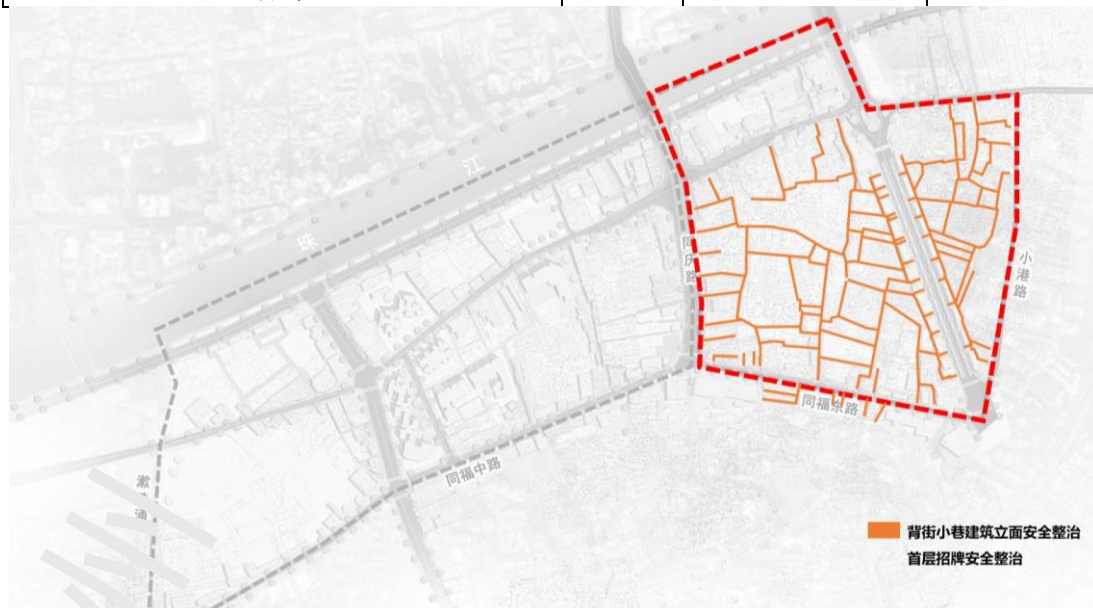 江
珠
同庆路
小港路
同福东路
同福中路
漱
涌
背街小巷建筑立面安全整治
首层招牌安全整治